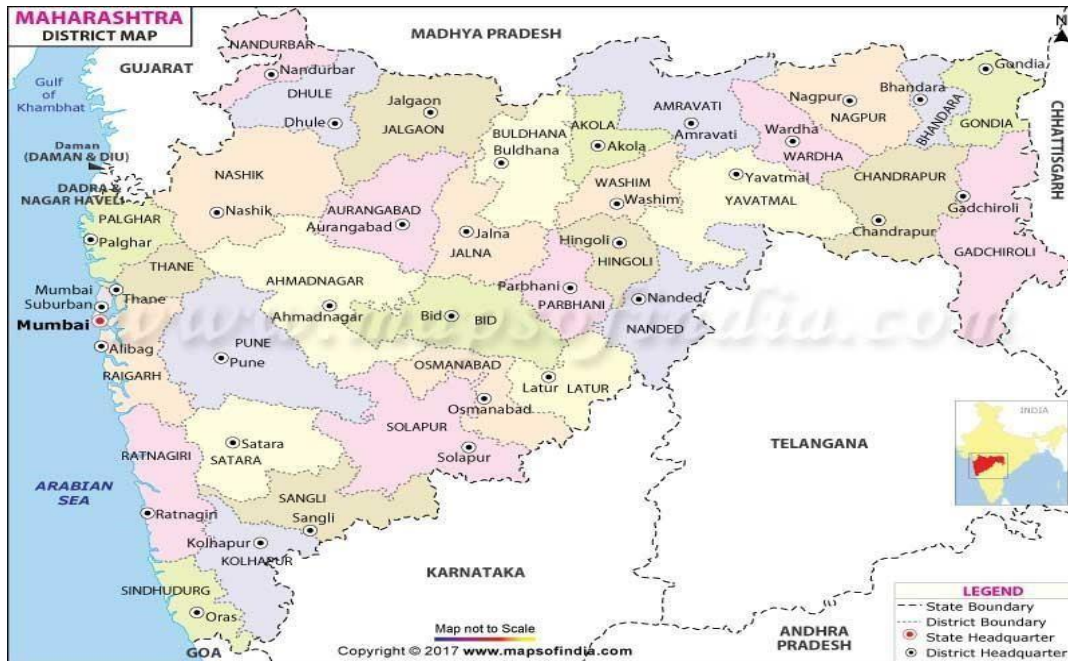 MAHARASHTRA
DISTRICT MAP
MADHYA PRADESH
N
GUJARAT
Gulf
of
Khambhat
NANDURBAR
Nandurbar
DHULE
Dhule
Jalgaon
JALGAON
BULDHANA
Buldhana
AKOLA
Akola
AMRAVATI
Amravati
Nagpur
NAGPUR
Wardha
WARDHA
Bhandara
BHANDARA
Gondia
GONDIA
CHHATTISGARH
Daman
(DAMAN & DIU)
DADRA &
NAGAR HAVELI
NASHIK
Nashik
AURANGABAD
Aurangabad
Jalna
JALNA
WASHIM
Washim
Yavatmal
YAVATMAL
CHANDRAPUR
Chandrapur
Gadchiroli
GADCHIROLI
PALGHAR
Palghar
THANE
Thane
Mumbai
Suburban
Mumbai
Alibag
RAIGARH
AHMADNAGAR
Ahmadnagar
Hingoli
HINGOLI
Parbhani
PARBHANI
Nanded
NANDED
Bid
BID
PUNE
Pune
OSMANABAD
Osmanabad
Latur
LATUR
www.mapsofindia.com
SOLAPUR
Solapur
Satara
SATARA
RATNAGIRI
Ratnagiri
ARABIAN
SEA
SANGLI
Sangli
Kolhapur
KOLHAPUR
SINDHUDURG
Oras
GOA
KARNATAKA
TELANGANA
INDIA
ANDHRA
PRADESH
Map not to Scale
Copyright © 2017 www.mapsofindia.com
LEGEND
State Boundary
District Boundary
State Headquarter
District Headquarter